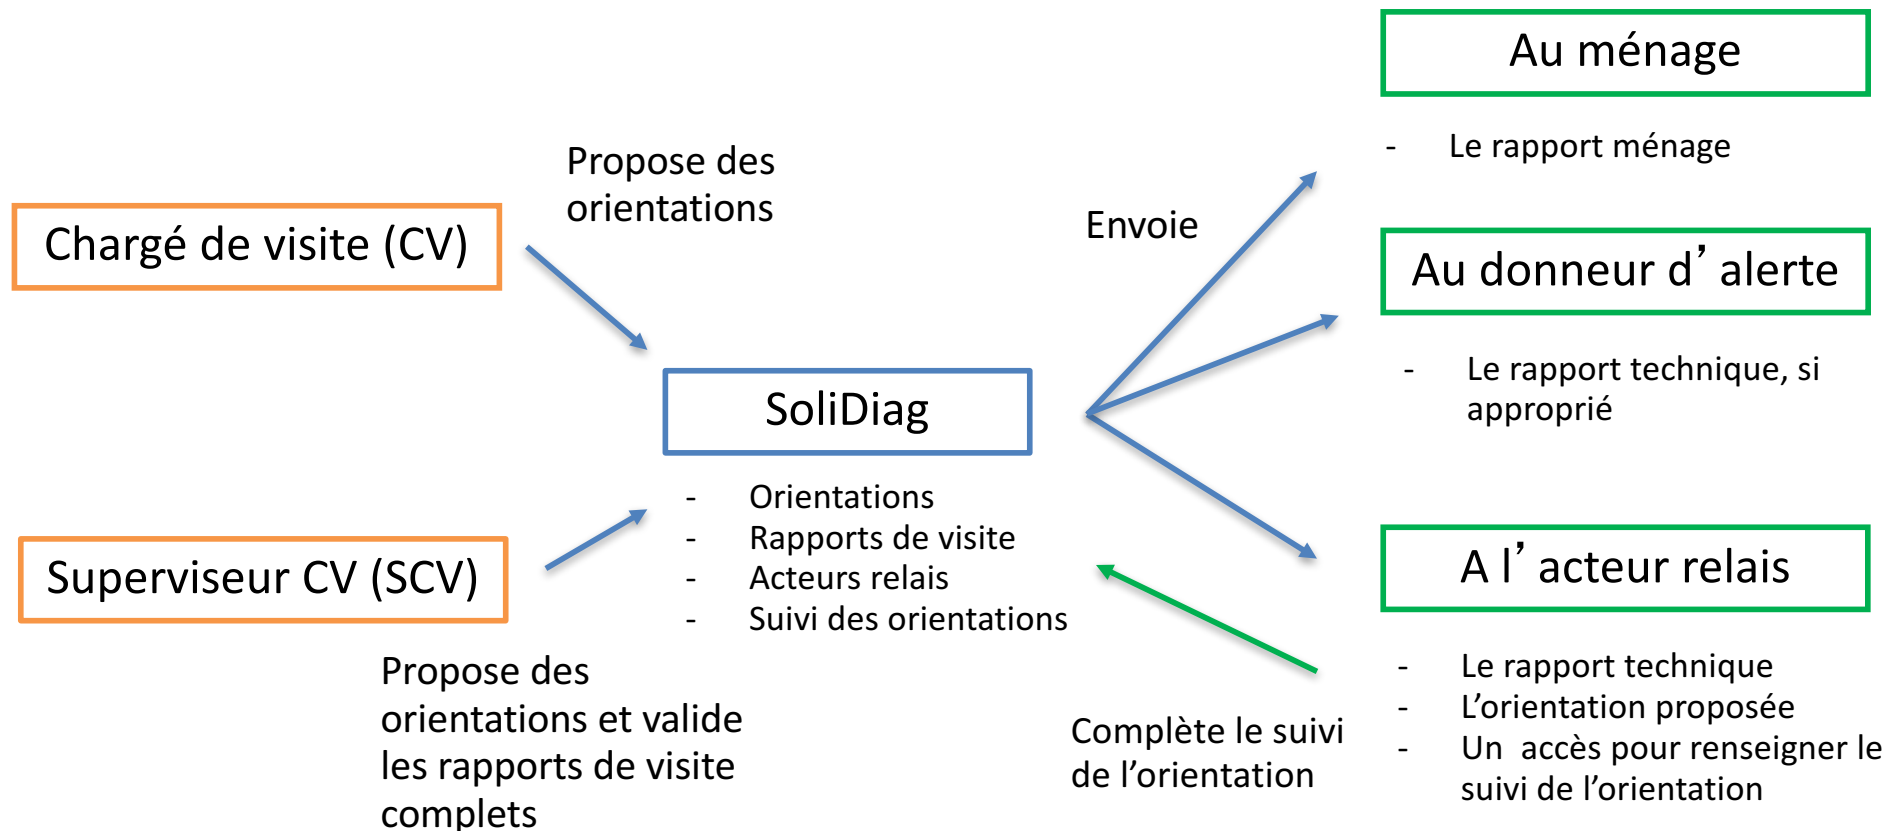 Chargé de visite (CV)
Propose des
orientations
Superviseur CV (SCV)
Propose des
orientations et valide
les rapports de visite
complets
SoliDiag
- Orientations
- Rapports de visite
- Acteurs relais
- Suivi des orientations
Envoie
Complète le suivi
de l’orientation
Au ménage
- Le rapport ménage
Au donneur d’ alerte
- Le rapport technique, si
approprié
A l’ acteur relais
- Le rapport technique
- L’orientation proposée
- Un accès pour renseigner le
suivi de l’orientation